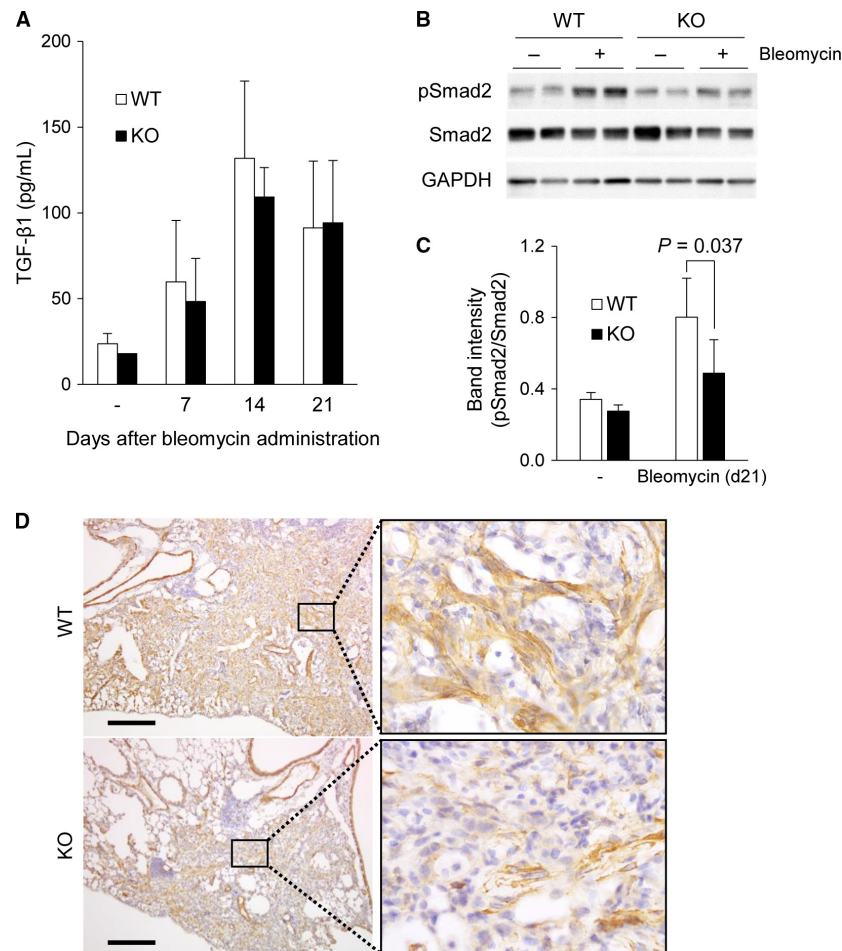 A
200
150
100
50
0
TGF-β1 (pg/mL)
WT
KO
- 7 14 21
Days after bleomycin administration
B
WT KO
– + – + Bleomycin
pSmad2
Smad2
GAPDH
C
P = 0.037
1.2
0.8
0.4
0.0
Band intensity
(pSmad2/Smad2)
WT
KO
- Bleomycin (d21)
D
WT
KO